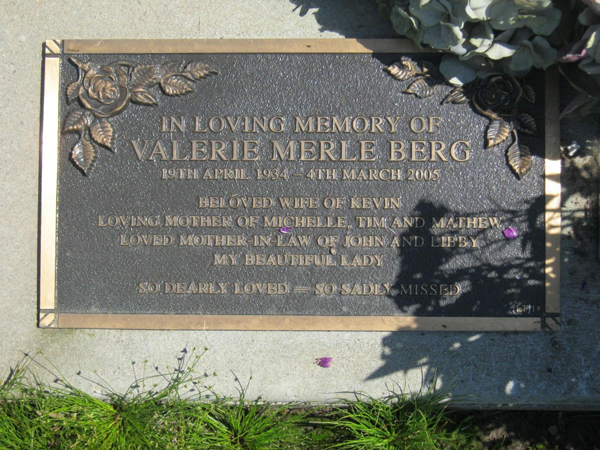 IN LOVING MEMORY OF
VALERIE MERLE BERG
19TH APRIL 1934 – 4TH MARCH 2005
BELOVED WIFE OF KEVIN
LOVING MOTHER OF MICHELLE, TIM AND MATHEW
LOVED MOTHER-IN-LAW OF JOHN AND LIBBY
MY BEAUTIFUL LADY
SO DEARLY LOVED — SO SADLY MISSED